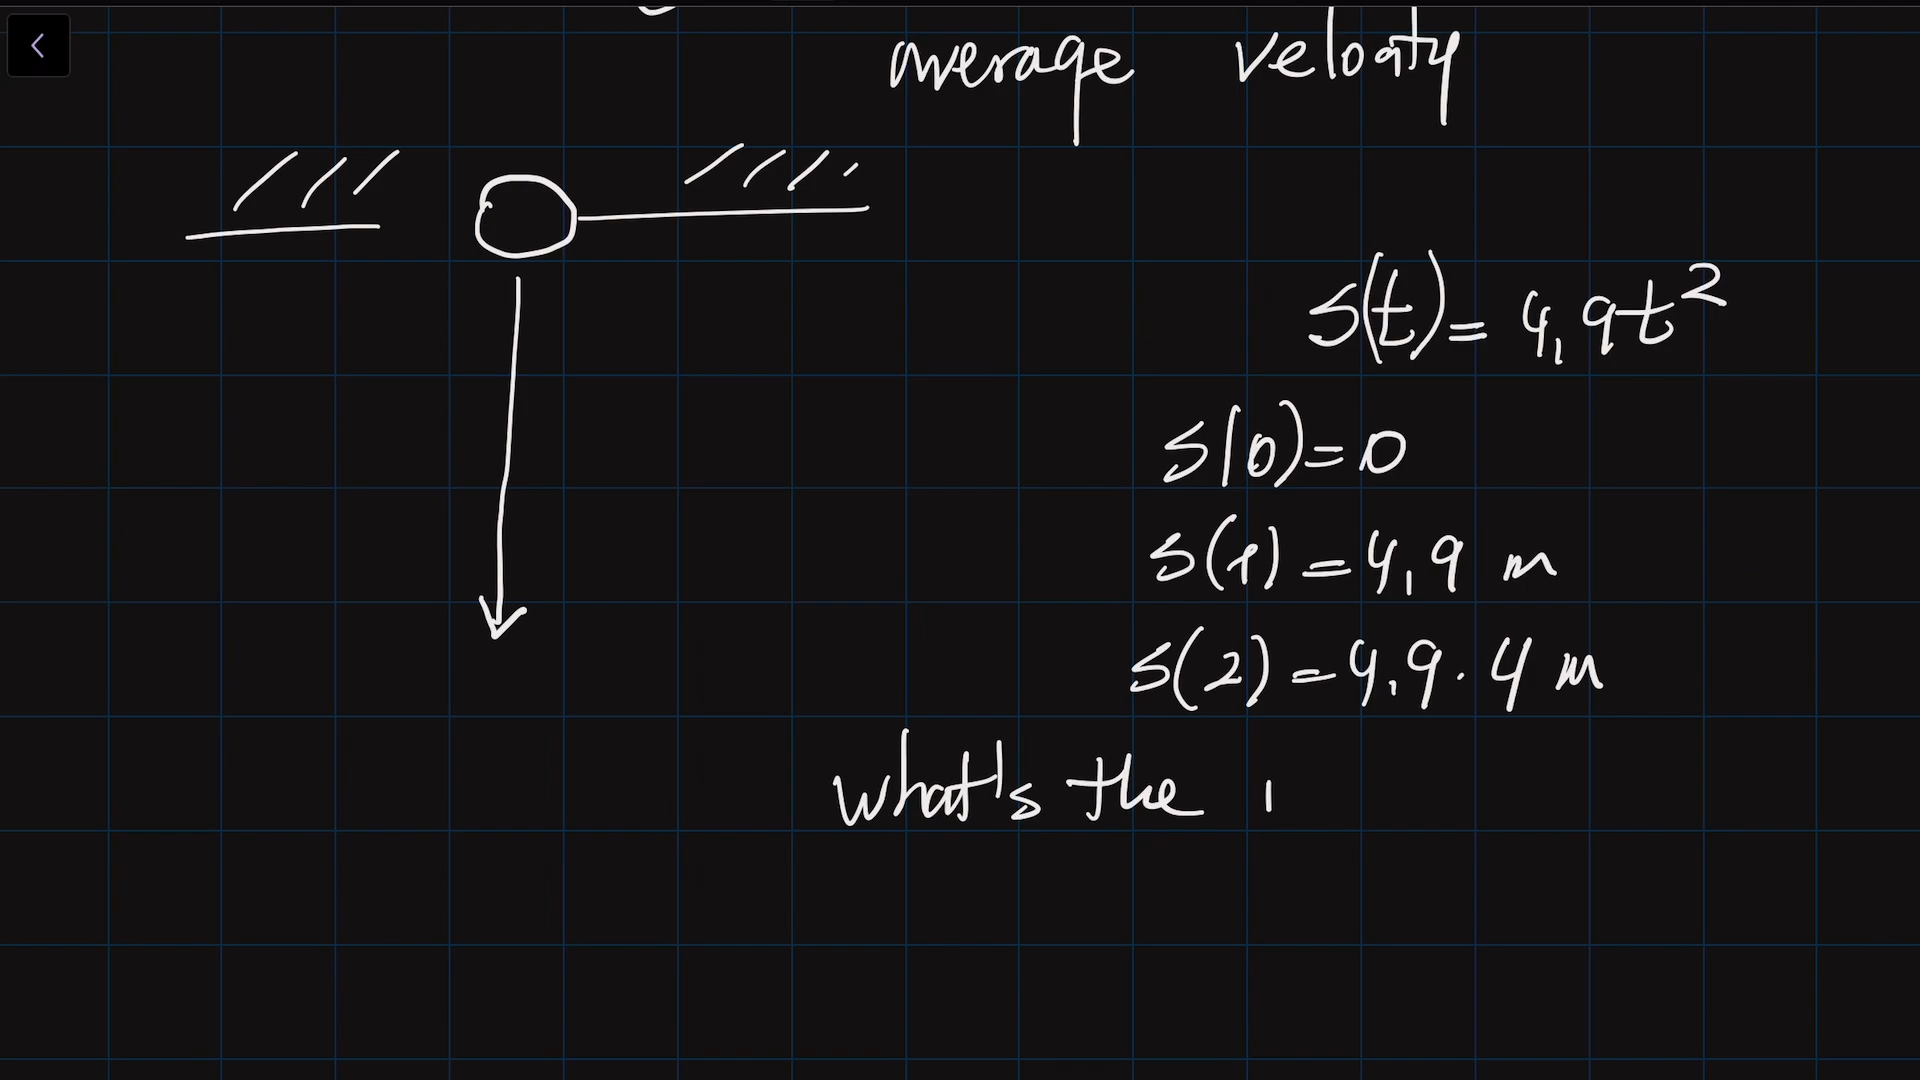 average velocity
s(t) = 4,9t²
s(0) = 0
s(1) = 4,9 m
s(2) = 4,9 · 4 m
what's the ı